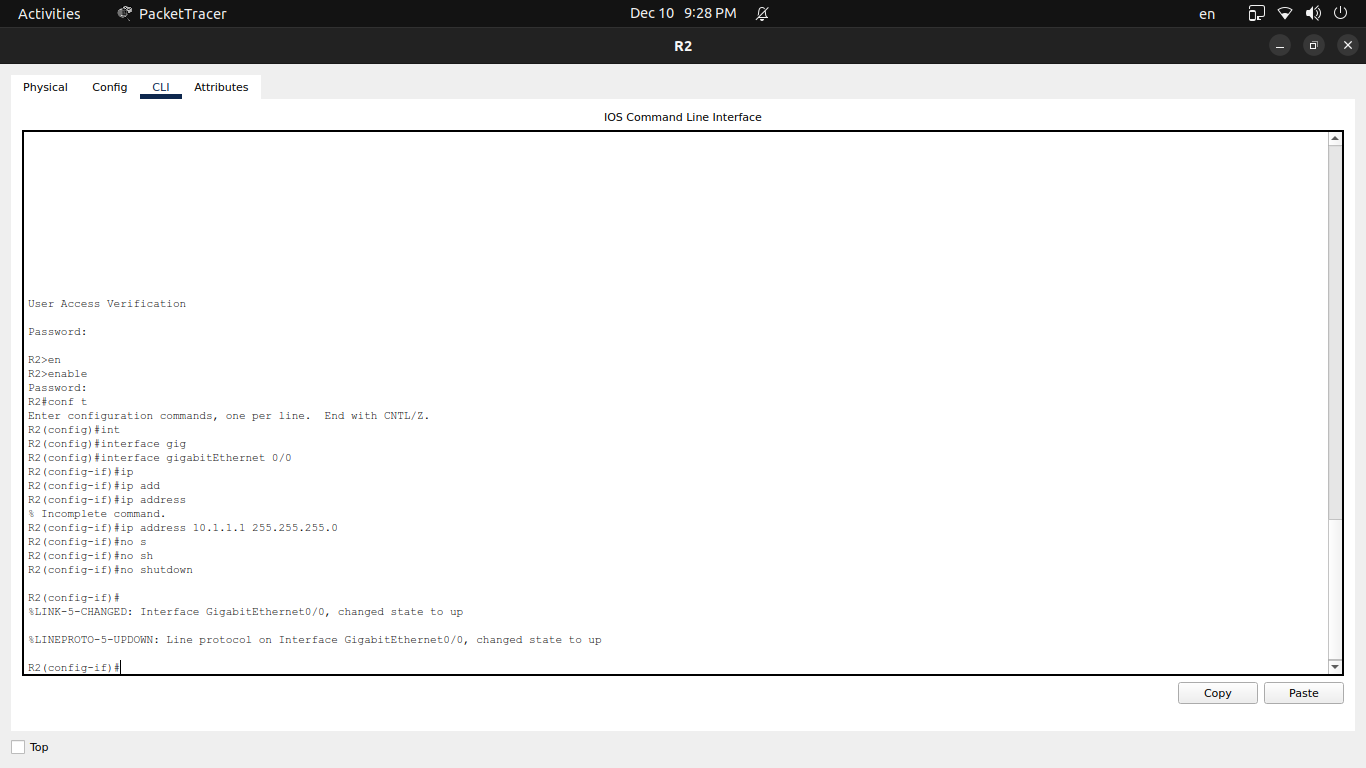 Activities PacketTracer Dec 10 9:28 PM en
R2
Physical Config CLI Attributes
IOS Command Line Interface
User Access Verification
Password:
R2>en
R2>enable
Password:
R2#conf t
Enter configuration commands, one per line.  End with CNTL/Z.
R2(config)#int
R2(config)#interface gig
R2(config)#interface gigabitEthernet 0/0
R2(config-if)#ip
R2(config-if)#ip add
R2(config-if)#ip address
% Incomplete command.
R2(config-if)#ip address 10.1.1.1 255.255.255.0
R2(config-if)#no s
R2(config-if)#no sh
R2(config-if)#no shutdown
R2(config-if)#
%LINK-5-CHANGED: Interface GigabitEthernet0/0, changed state to up
%LINEPROTO-5-UPDOWN: Line protocol on Interface GigabitEthernet0/0, changed state to up
R2(config-if)#
Copy Paste
Top